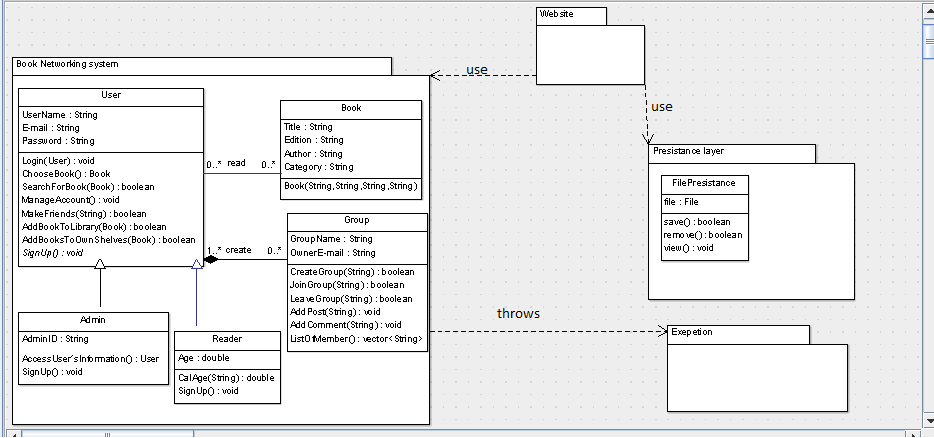 Website
Book Networking system
use
User
UserName : String
E-mail : String
Password : String
Login(User) : void
ChooseBook() : Book
SearchForBook(Book) : boolean
ManageAccount() : void
MakeFriends(String) : boolean
AddBookToLibrary(Book) : boolean
AddBooksToOwnShelves(Book) : boolean
SignUp() : void
Book
Title : String
Edition : String
Author : String
Category : String
Book(String,String,String,String)
0..* read 0..*
use
Presistance layer
FilePresistance
file : File
save() : boolean
remove() : boolean
view() : void
1..* create 0..*
Group
GroupName : String
OwnerE-mail : String
CreateGroup(String) : boolean
JoinGroup(String) : boolean
LeaveGroup(String) : boolean
AddPost(String) : void
AddComment(String) : void
ListOfMember() : vector<String>
Admin
AdminID : String
AccessUser'sInformation() : User
SignUp() : void
Reader
Age : double
CalAge(String) : double
SignUp() : void
throws
Exepetion